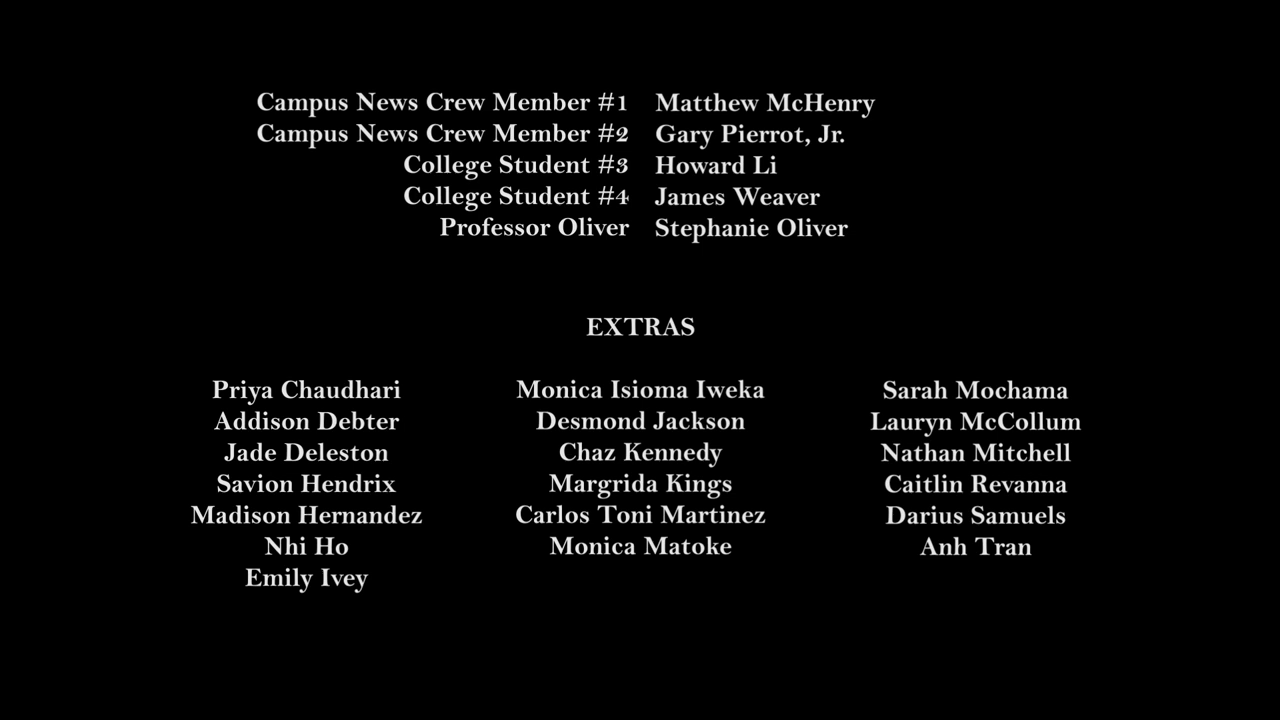 Campus News Crew Member #1 Matthew McHenry
Campus News Crew Member #2 Gary Pierrot, Jr.
College Student #3 Howard Li
College Student #4 James Weaver
Professor Oliver Stephanie Oliver
EXTRAS
Priya Chaudhari Monica Isioma Iweka Sarah Mochama
Addison Debter Desmond Jackson Lauryn McCollum
Jade Deleston Chaz Kennedy Nathan Mitchell
Savion Hendrix Margrida Kings Caitlin Revanna
Madison Hernandez Carlos Toni Martinez Darius Samuels
Nhi Ho Monica Matoke Anh Tran
Emily Ivey